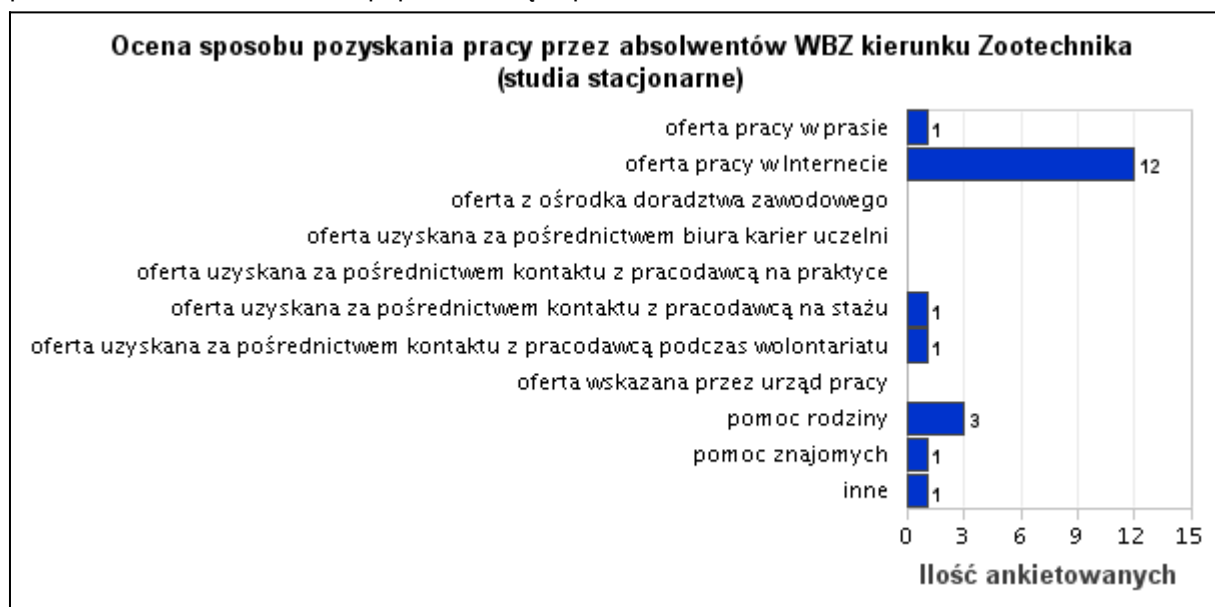 Ocena sposobu pozyskania pracy przez absolwentów WBZ kierunku Zootechnika
(studia stacjonarne)
oferta pracy w prasie 1
oferta pracy w Internecie 12
oferta z ośrodka doradztwa zawodowego
oferta uzyskana za pośrednictwem biura karier uczelni
oferta uzyskana za pośrednictwem kontaktu z pracodawcą na praktyce
oferta uzyskana za pośrednictwem kontaktu z pracodawcą na stażu 1
oferta uzyskana za pośrednictwem kontaktu z pracodawcą podczas wolontariatu 1
oferta wskazana przez urząd pracy
pomoc rodziny 3
pomoc znajomych 1
inne 1
0 3 6 9 12 15
Ilość ankietowanych